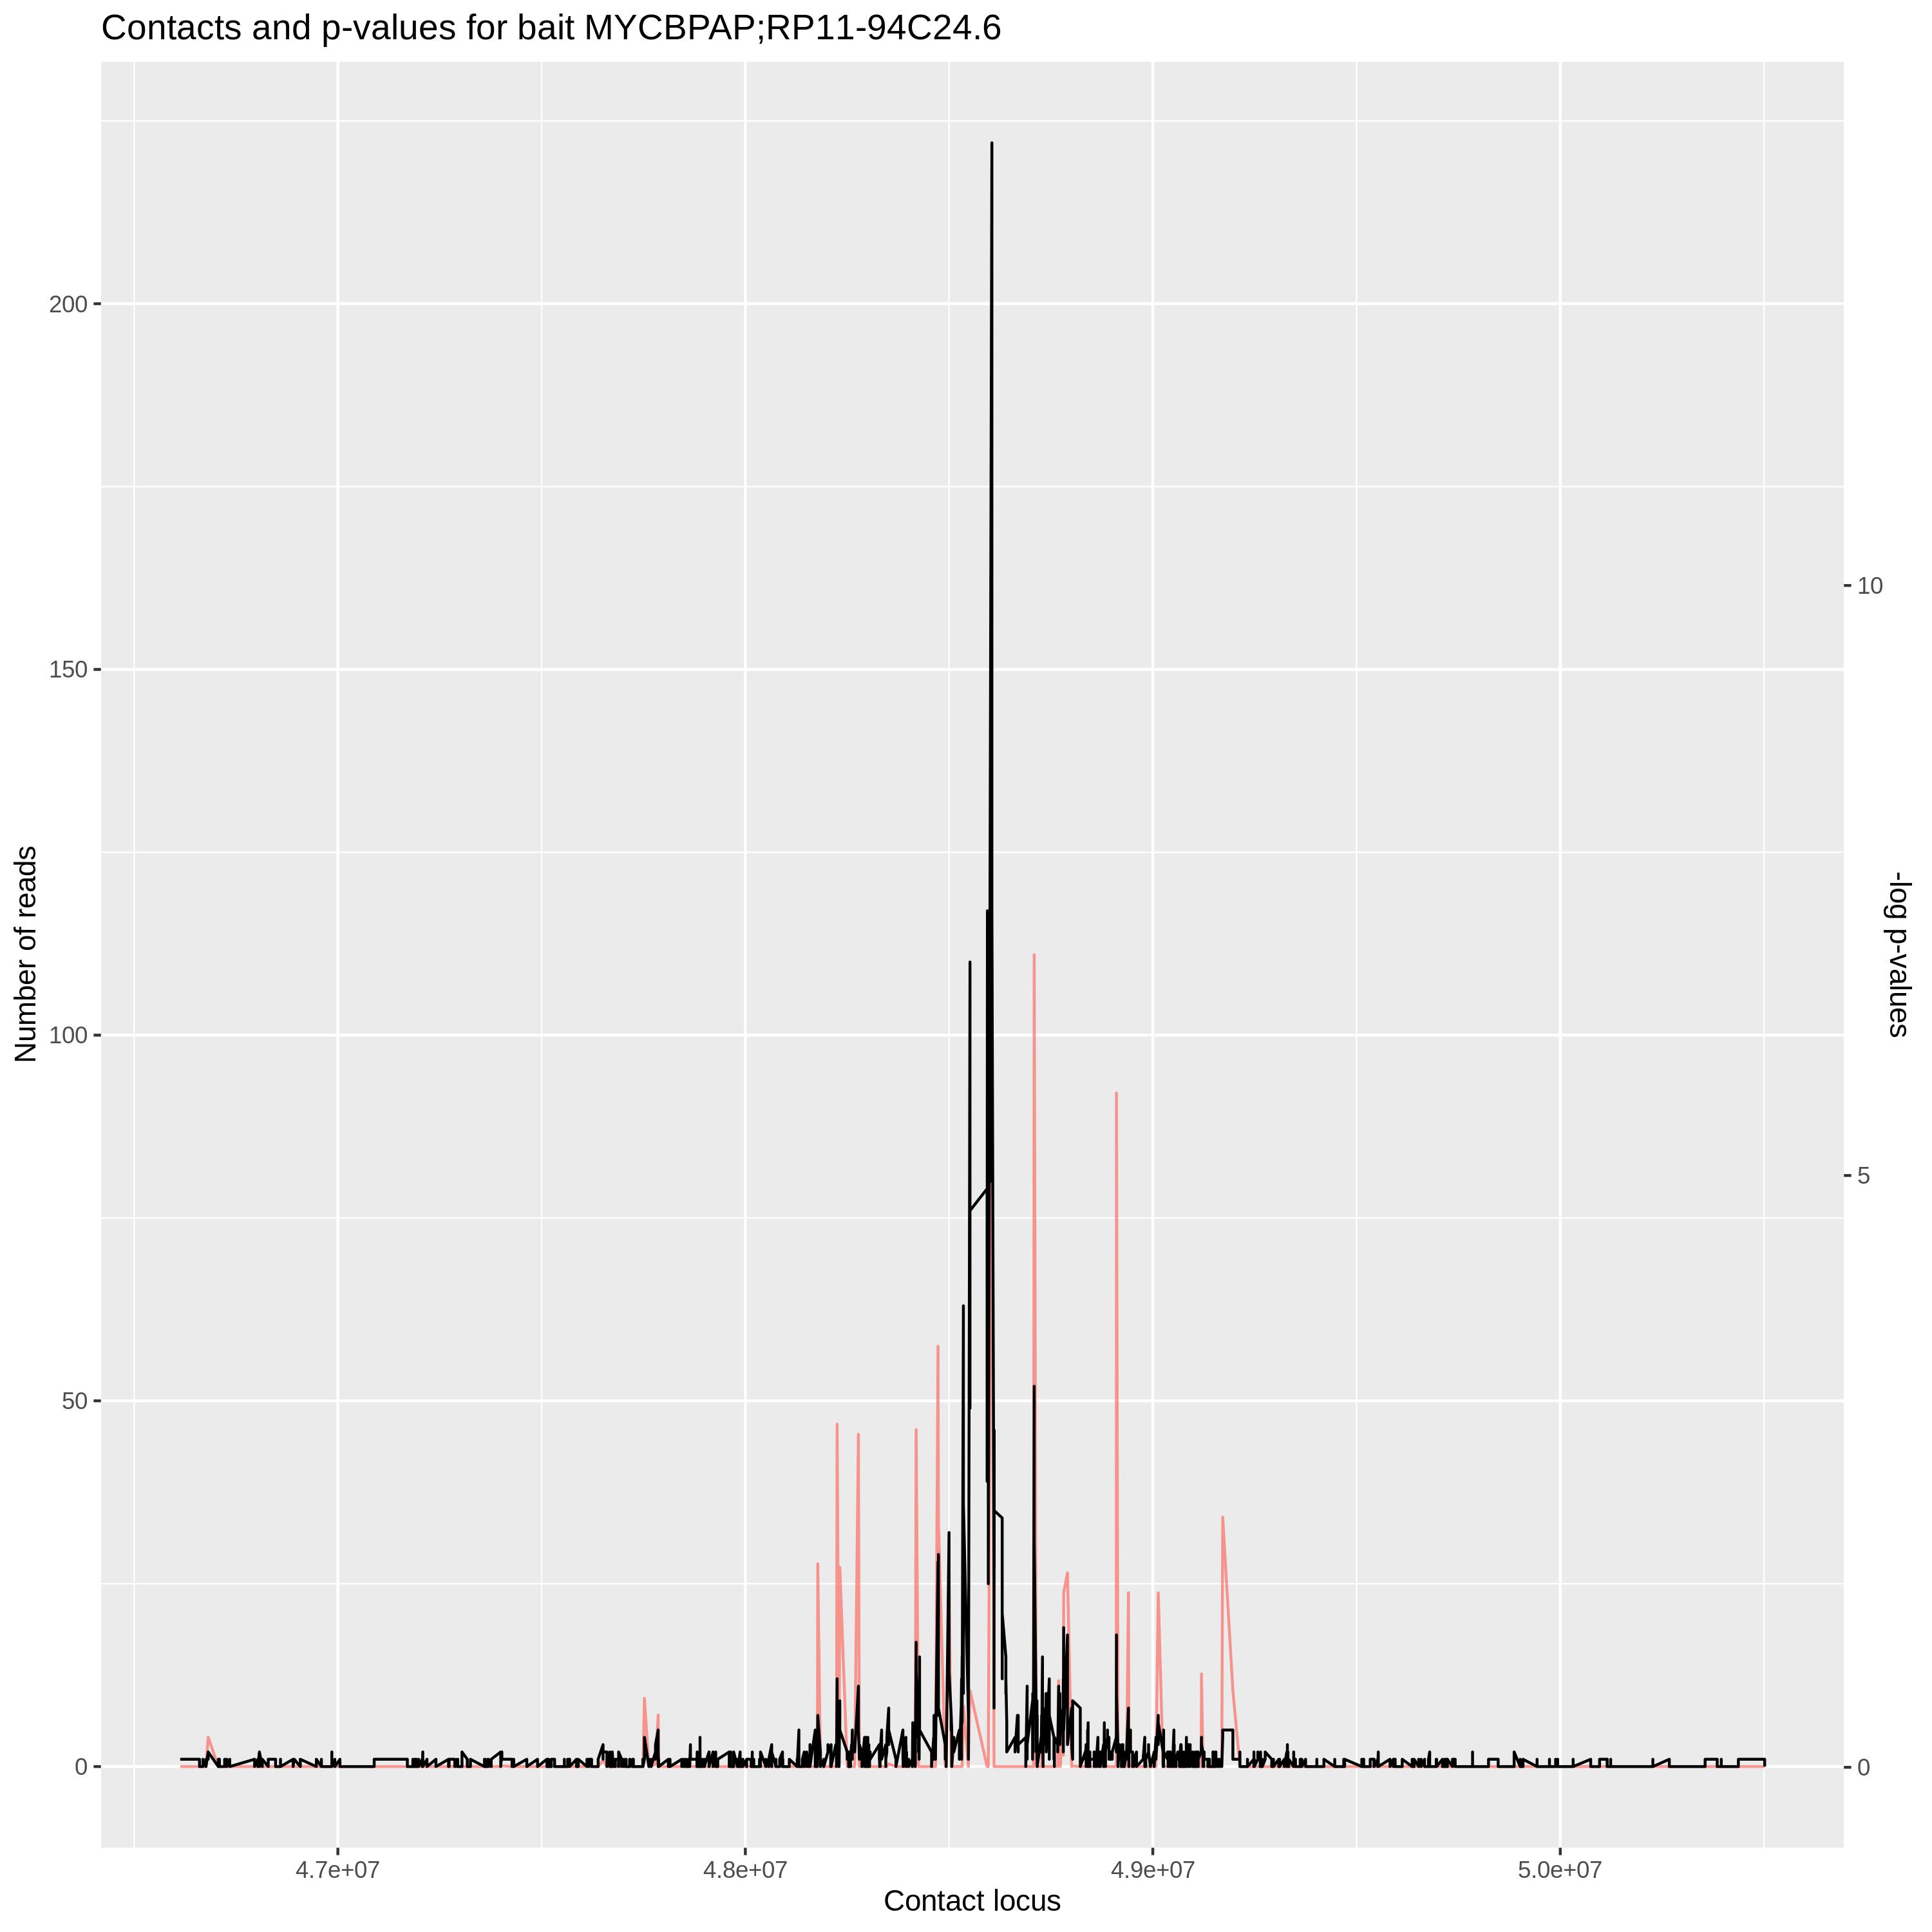 Contacts and p-values for bait MYCBPAP;RP11-94C24.6
Number of reads
200
150
100
50
0
10
5
0
-log p-values
4.7e+07 4.8e+07 4.9e+07 5.0e+07
Contact locus